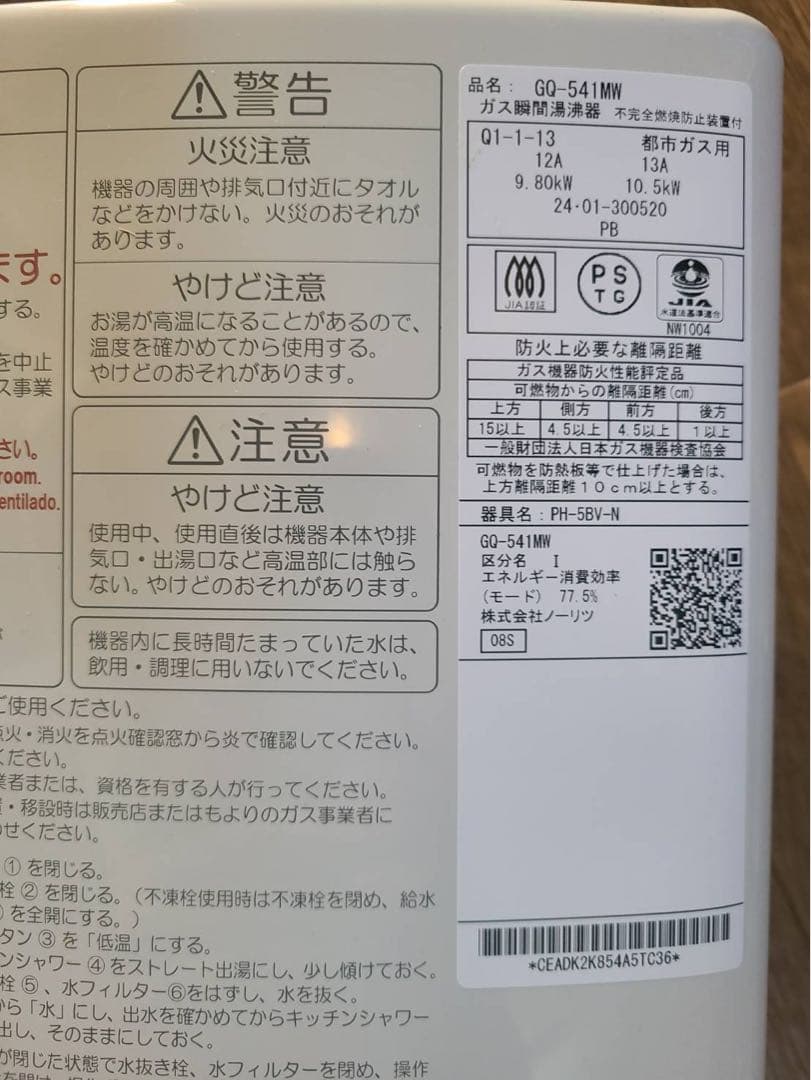 ます。
する。
を中止
ス事業
さい。
room.
entilado.
警告
火災注意
機器の周囲や排気口付近にタオル
などをかけない。火災のおそれが
あります。
やけど注意
お湯が高温になることがあるので、
温度を確かめてから使用する。
やけどのおそれがあります。
注意
やけど注意
使用中、使用直後は機器本体や排
気口・出湯口など高温部には触ら
ない。やけどのおそれがあります。
機器内に長時間たまっていた水は、
飲用・調理に用いないでください。
ご使用ください。
点火・消火を点火確認窓から炎で確認してください。
ください。
業者または、資格を有する人が行ってください。
・移設時は販売店またはもよりのガス事業者に
わせください。
①を閉じる。
栓②を閉じる。(不凍栓使用時は不凍栓を閉め、給水
を全開にする。)
タン③を「低温」にする。
ンシャワー④をストレート出湯にし、少し傾けておく。
栓⑤、水フィルター⑥をはずし、水を抜く。
から「水」にし、出水を確かめてからキッチンシャワー
出し、そのままにしておく。
が閉じた状態で水抜き栓、水フィルターを閉め、操作
品名: GQ-541MW
ガス瞬間湯沸器 不完全燃焼防止装置付
Q1-1-13 都市ガス用
12A 13A
9.80kW 10.5kW
24・01-300520
PB
JIA認証
PS
TG
JIA
水道法基準適合
NW1004
防火上必要な離隔距離
ガス機器防火性能評定品
可燃物からの離隔距離(cm)
上方 側方 前方 後方
15以上 4.5以上 4.5以上 1以上
一般財団法人日本ガス機器検査協会
可燃物を防熱板等で仕上げた場合は、
上方離隔距離10cm以上とする。
器具名:PH-5BV-N
GQ-541MW
区分名 I
エネルギー消費効率
(モード) 77.5%
株式会社ノーリツ
08S
*CEADK2K854A5TC36*